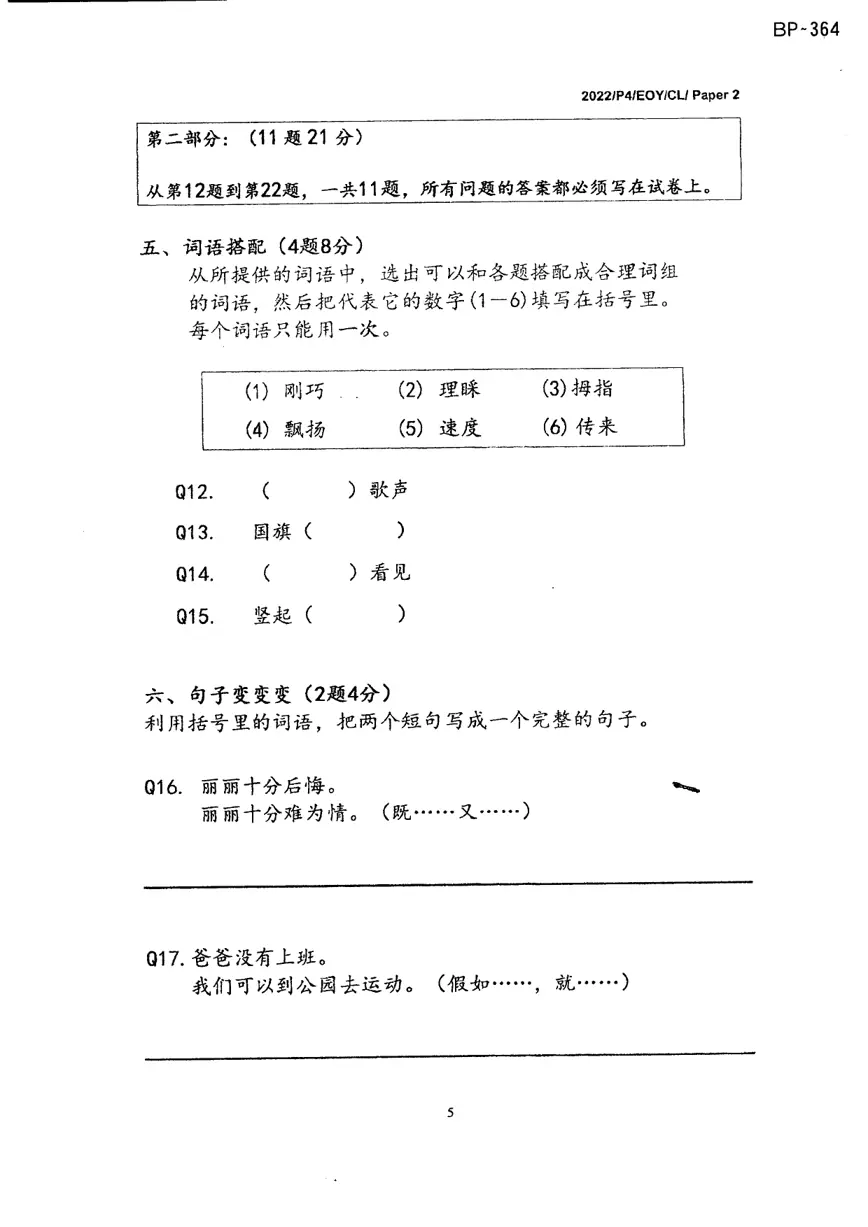 BP-364
2022/P4/EOY/CL/ Paper 2
第二部分：（11 题 21 分）
从第12题到第22题，一共11题，所有问题的答案都必须写在试卷上。
五、词语搭配（4题8分）
从所提供的词语中，选出可以和各题搭配成合理词组
的词语，然后把代表它的数字(1－6)填写在括号里。
每个词语只能用一次。
(1) 刚巧 (2) 理睬 (3) 拇指
(4) 飘扬 (5) 速度 (6) 传来
Q12. （ ）歌声
Q13. 国旗（ ）
Q14. （ ）看见
Q15. 竖起（ ）
六、句子变变变（2题4分）
利用括号里的词语，把两个短句写成一个完整的句子。
Q16. 丽丽十分后悔。
丽丽十分难为情。（既……又……）
Q17. 爸爸没有上班。
我们可以到公园去运动。（假如……，就……）
5